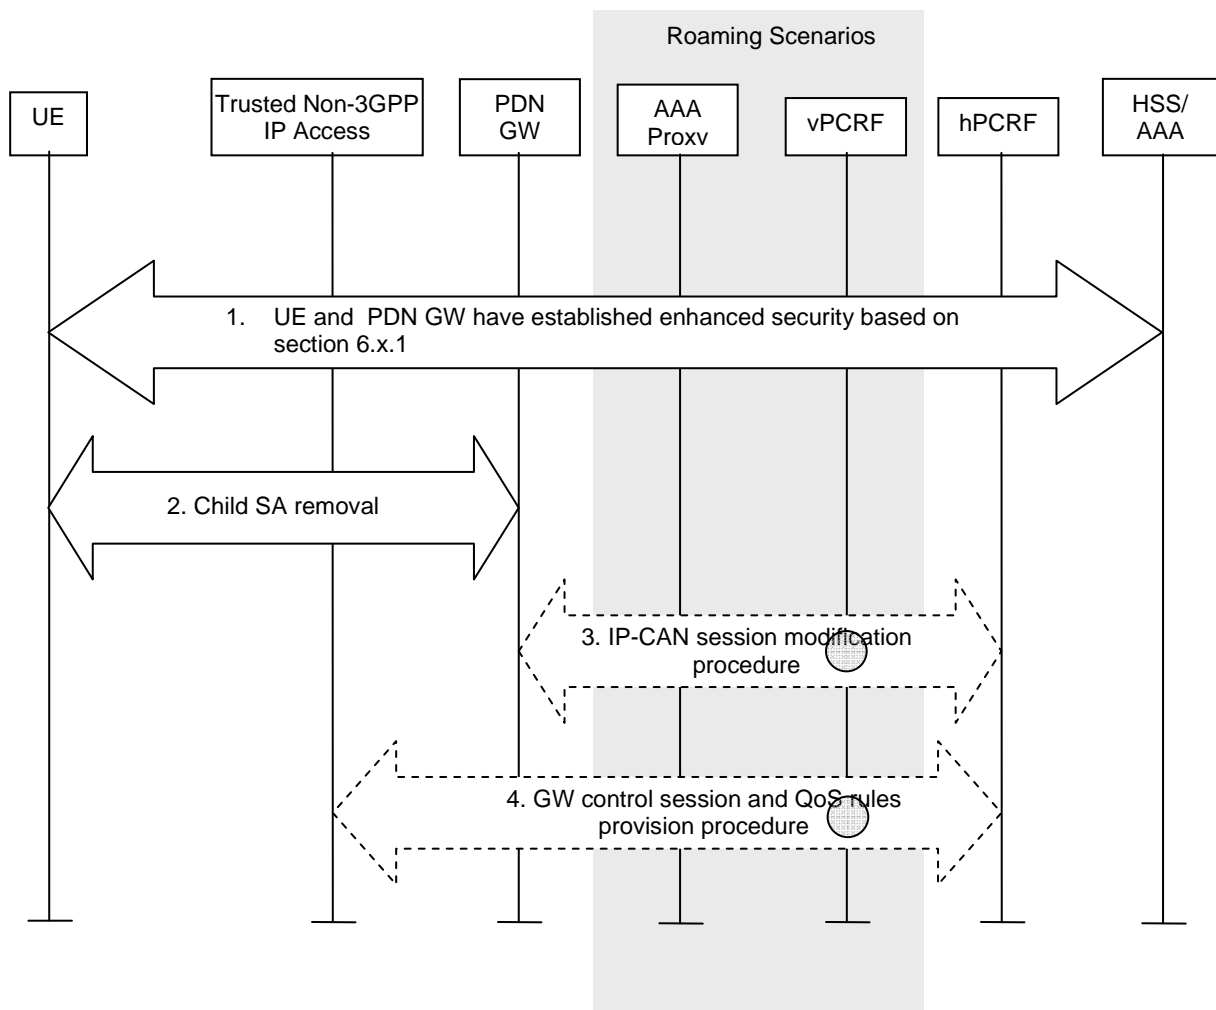 Roaming Scenarios
UE
Trusted Non-3GPP
IP Access
PDN
GW
AAA
Proxv
vPCRF
hPCRF
HSS/
AAA
1. UE and PDN GW have established enhanced security based on
section 6.x.1
2. Child SA removal
3. IP-CAN session modification
procedure
4. GW control session and QoS rules
provision procedure